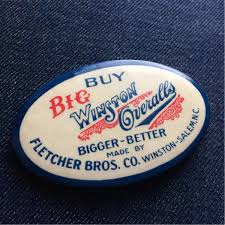 BUY
BIG
WINSTON
Overalls
BIGGER-BETTER
MADE BY
FLETCHER BROS. CO. WINSTON-SALEM,N.C.